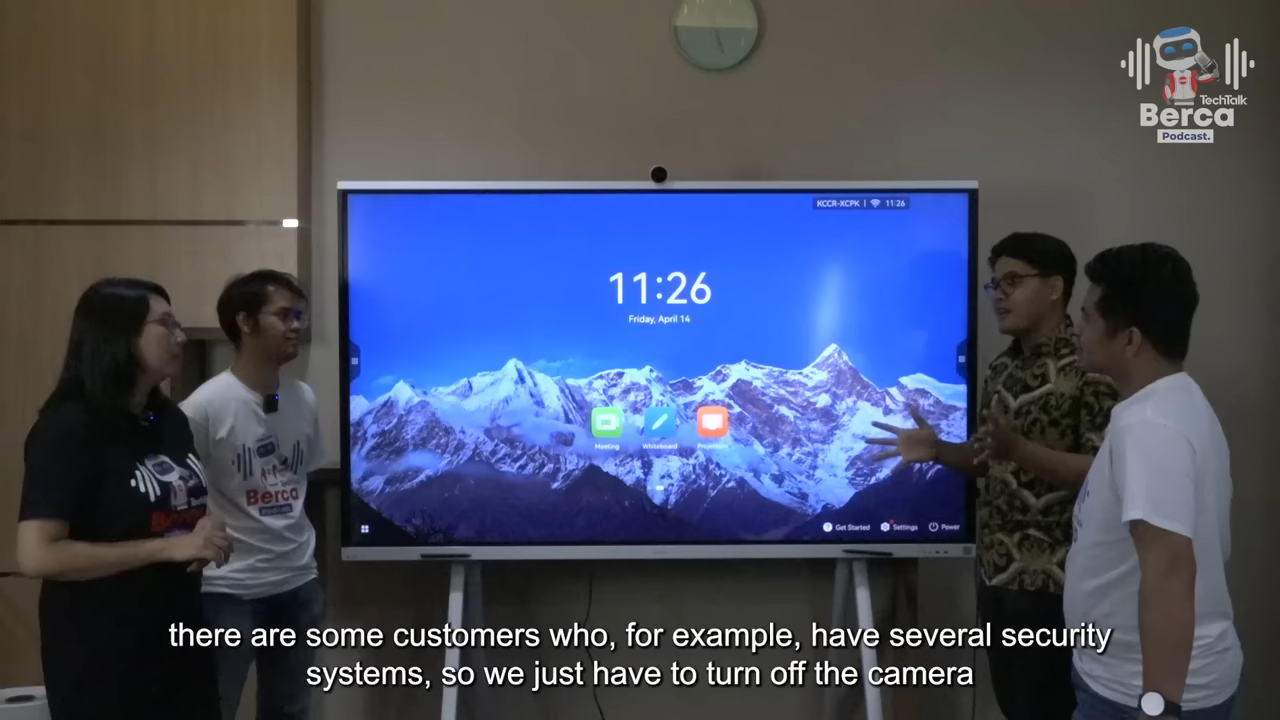 TechTalk
Berca
Podcast.
KCCR-XCPK | 11:26
11:26
Friday, April 14
Meeting
Whiteboard
Get Started
Settings
Power
Berca
PODCAST
there are some customers who, for example, have several security
systems, so we just have to turn off the camera